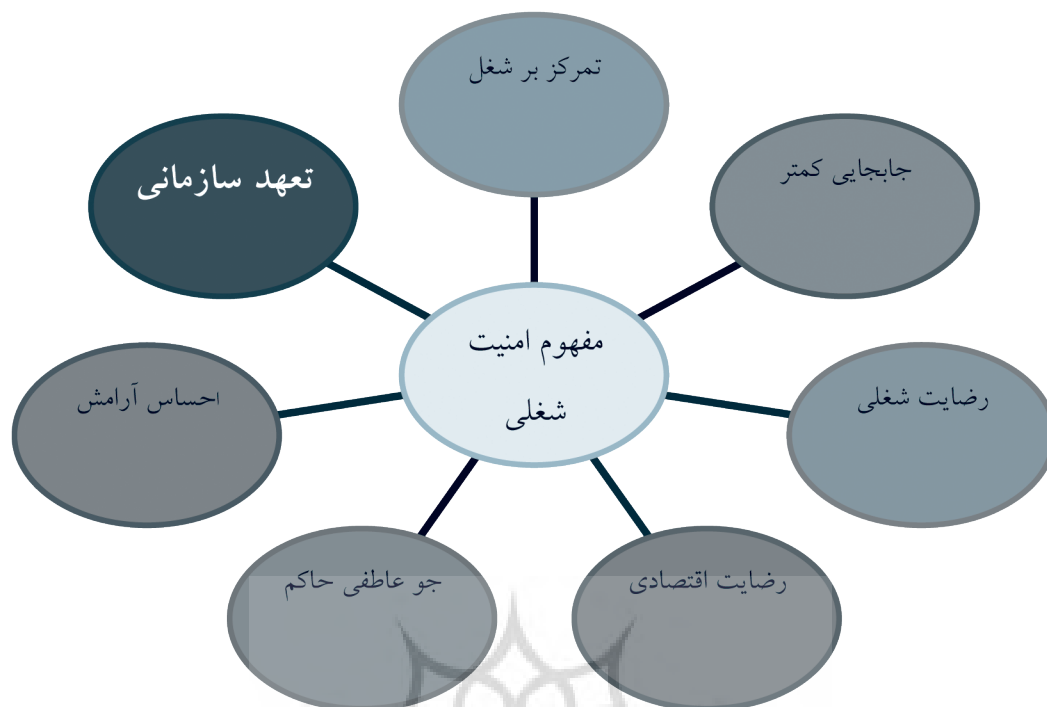 تمرکز بر شغل
جابجایی کمتر
تعهد سازمانی
مفهوم امنیت
شغلی
رضایت شغلی
احساس آرامش
رضایت اقتصادی
جو عاطفی حاکم